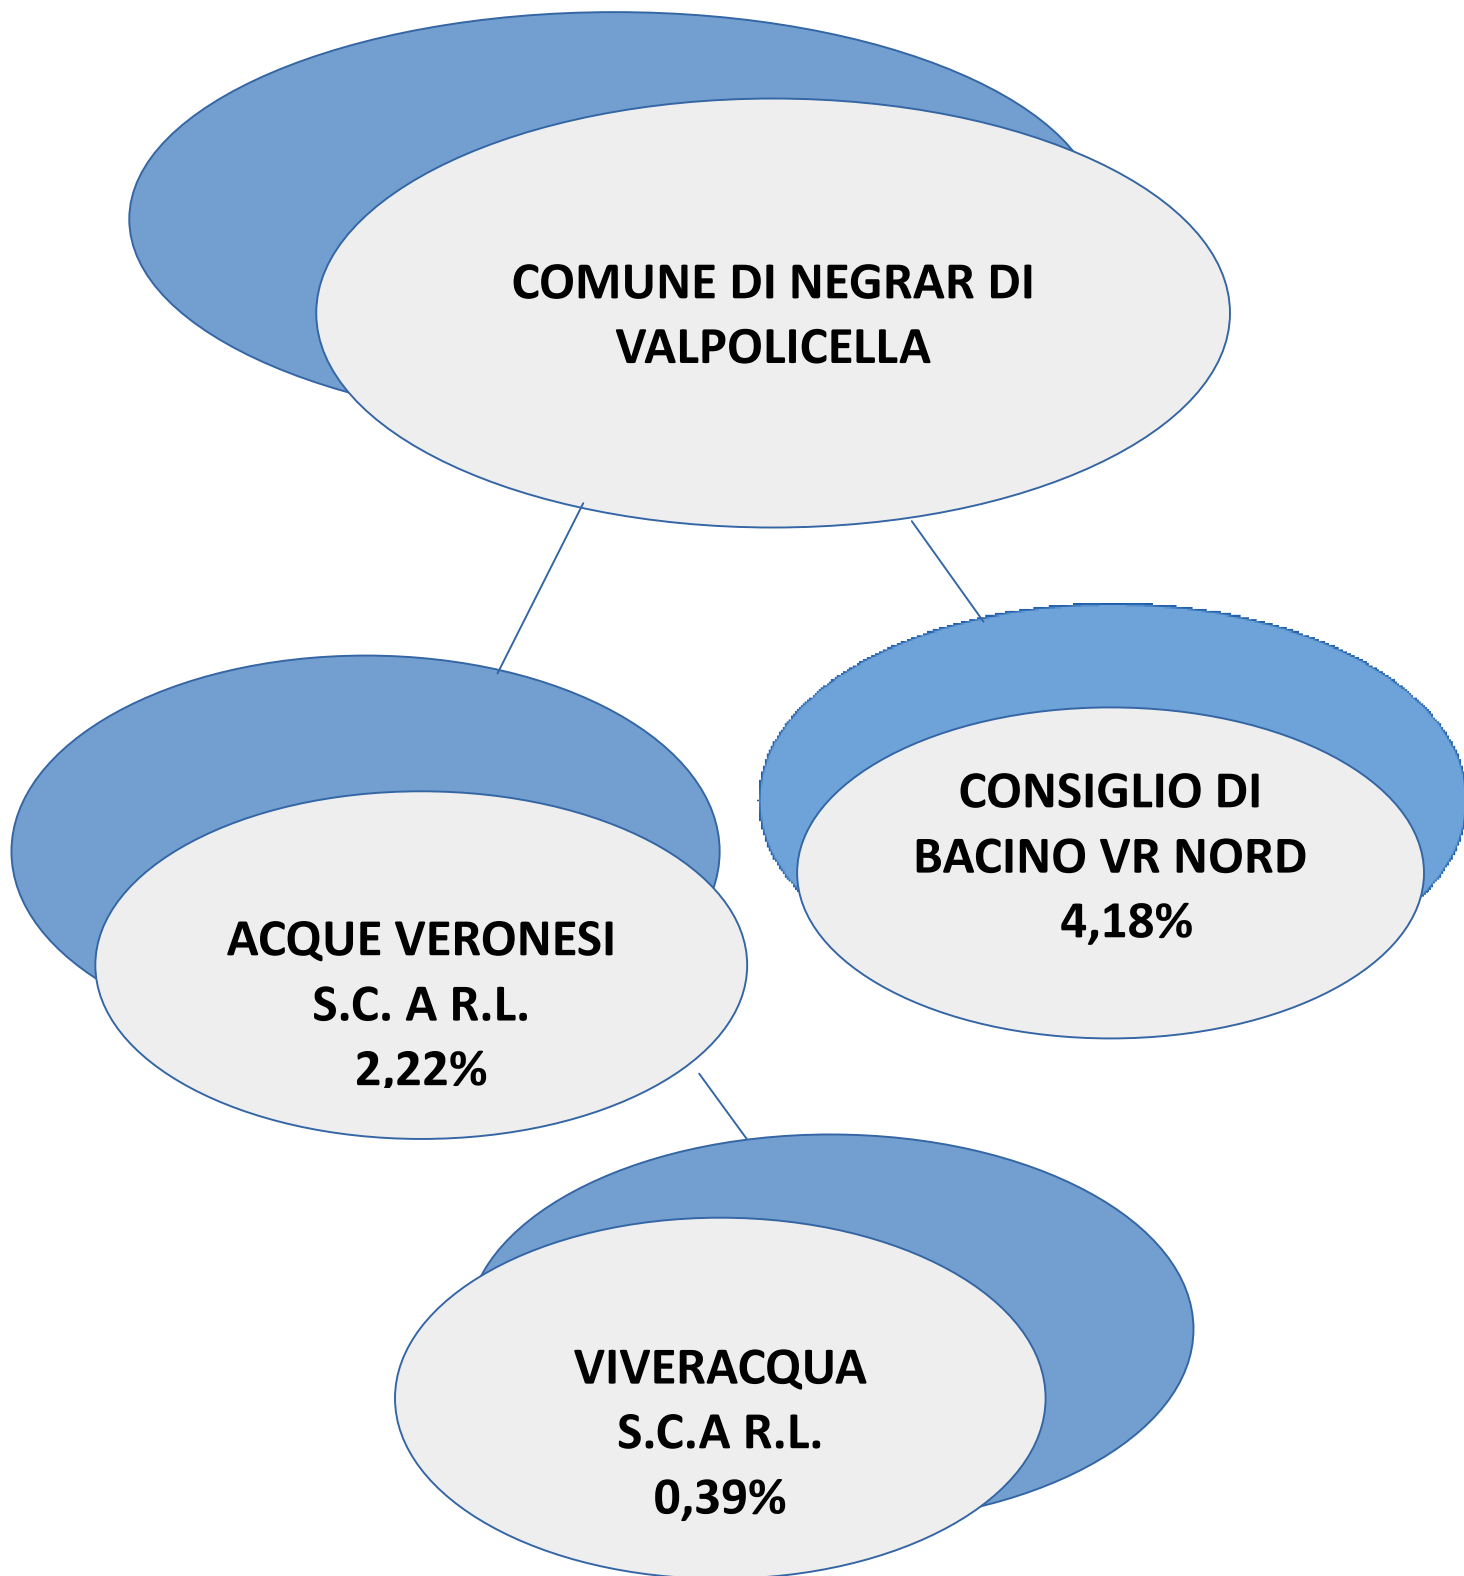 COMUNE DI NEGRAR DI
VALPOLICELLA
CONSIGLIO DI
BACINO VR NORD
4,18%
ACQUE VERONESI
S.C. A R.L.
2,22%
VIVERACQUA
S.C.A R.L.
0,39%